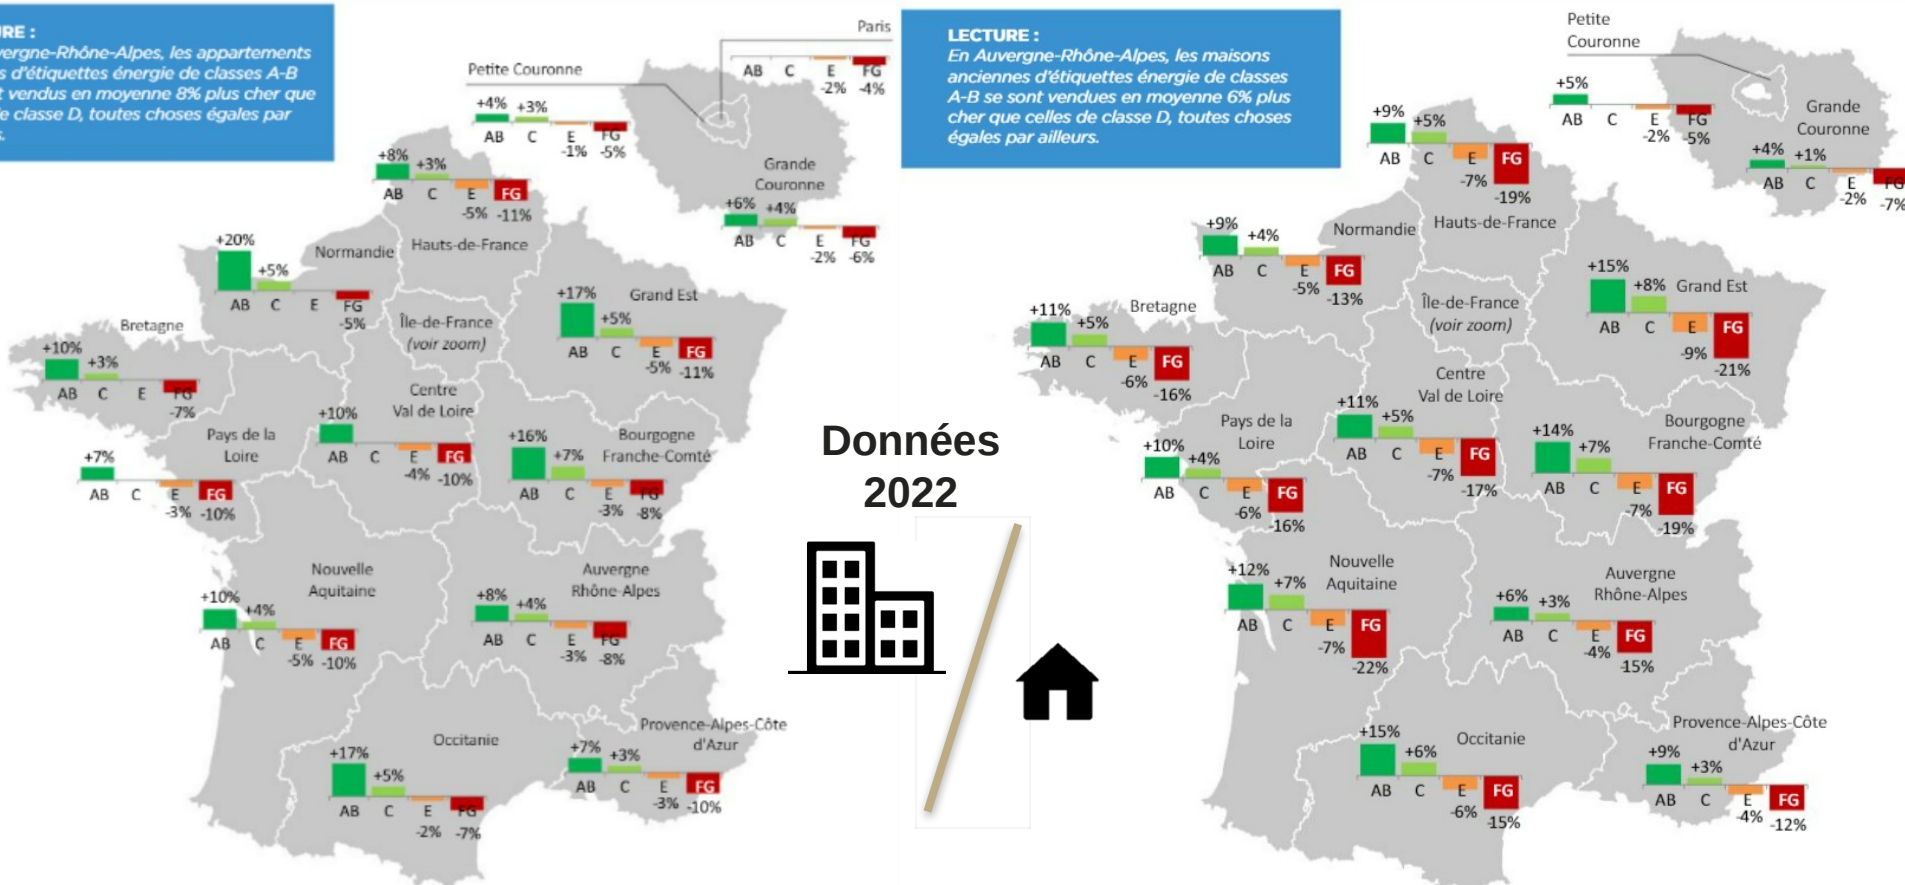 URE :
vergne-Rhône-Alpes, les appartements
s d'étiquettes énergie de classes A-B
t vendus en moyenne 8% plus cher que
e classe D, toutes choses égales par
s.
Paris
AB C E FG
-2% -4%
Petite Couronne
+4% +3%
AB C E FG
-1% -5%
Grande
Couronne
+6% +4%
AB C E FG
-2% -6%
+8% +3%
AB C E FG
-5% -11%
Hauts-de-France
+20%
Normandie
+5%
AB C E FG
-5%
Île-de-France
(voir zoom)
+17%
Grand Est
+5%
AB C E FG
-5% -11%
Bretagne
+10%
+3%
AB C E FG
-7%
Centre
Val de Loire
+10%
AB C E FG
-4% -10%
Pays de la
Loire
+7%
AB C E FG
-3% -10%
Bourgogne
Franche-Comté
+16%
+7%
AB C E FG
-3% -8%
Nouvelle
Aquitaine
+10%
+4%
AB C E FG
-5% -10%
Auvergne
Rhône-Alpes
+8% +4%
AB C E FG
-3% -8%
Occitanie
+17%
+5%
AB C E FG
-2% -7%
Provence-Alpes-Côte
d'Azur
+7% +3%
AB C E FG
-3% -10%
Données
2022
LECTURE :
En Auvergne-Rhône-Alpes, les maisons
anciennes d'étiquettes énergie de classes
A-B se sont vendues en moyenne 6% plus
cher que celles de classe D, toutes choses
égales par ailleurs.
Petite
Couronne
+5%
AB C E FG
-2% -5%
Grande
Couronne
+4% +1%
AB C E FG
-2% -7%
+9% +5%
AB C E FG
-7% -19%
Hauts-de-France
Normandie
+9% +4%
AB C E FG
-5% -13%
Île-de-France
(voir zoom)
+15%
+8% Grand Est
AB C E FG
-9% -21%
Bretagne
+11%
+5%
AB C E FG
-6% -16%
Centre
Val de Loire
+11% +5%
AB C E FG
-7% -17%
Pays de la
Loire
+10%
+4%
AB C E FG
-6% -16%
Bourgogne
Franche-Comté
+14% +7%
AB C E FG
-7% -19%
Nouvelle
Aquitaine
+12%
+7%
AB C E FG
-7% -22%
Auvergne
Rhône-Alpes
+6% +3%
AB C E FG
-4% -15%
Occitanie
+15%
+6%
AB C E FG
-6% -15%
Provence-Alpes-Côte
d'Azur
+9%
+3%
AB C E FG
-4% -12%